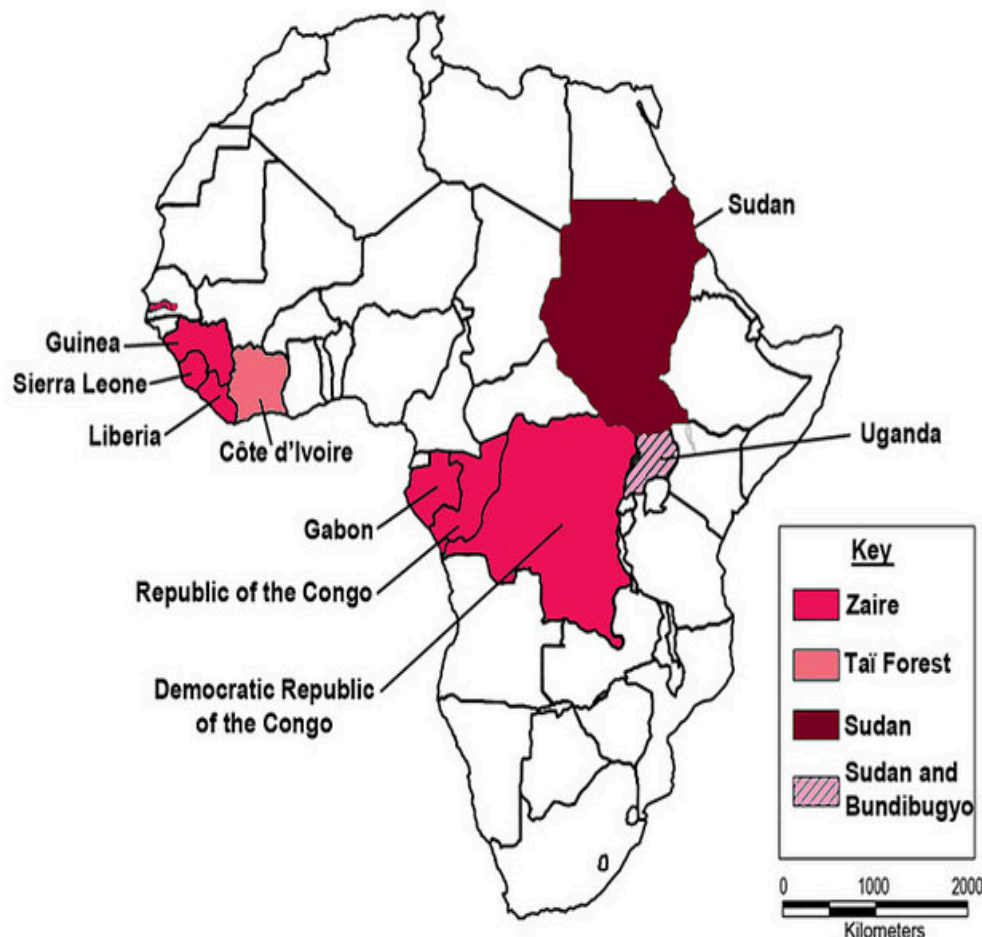 Sudan
Guinea
Sierra Leone
Liberia
Côte d'Ivoire
Uganda
Gabon
Republic of the Congo
Democratic Republic
of the Congo
Key
Zaire
Taï Forest
Sudan
Sudan and
Bundibugyo
0 1000 2000
Kilometers